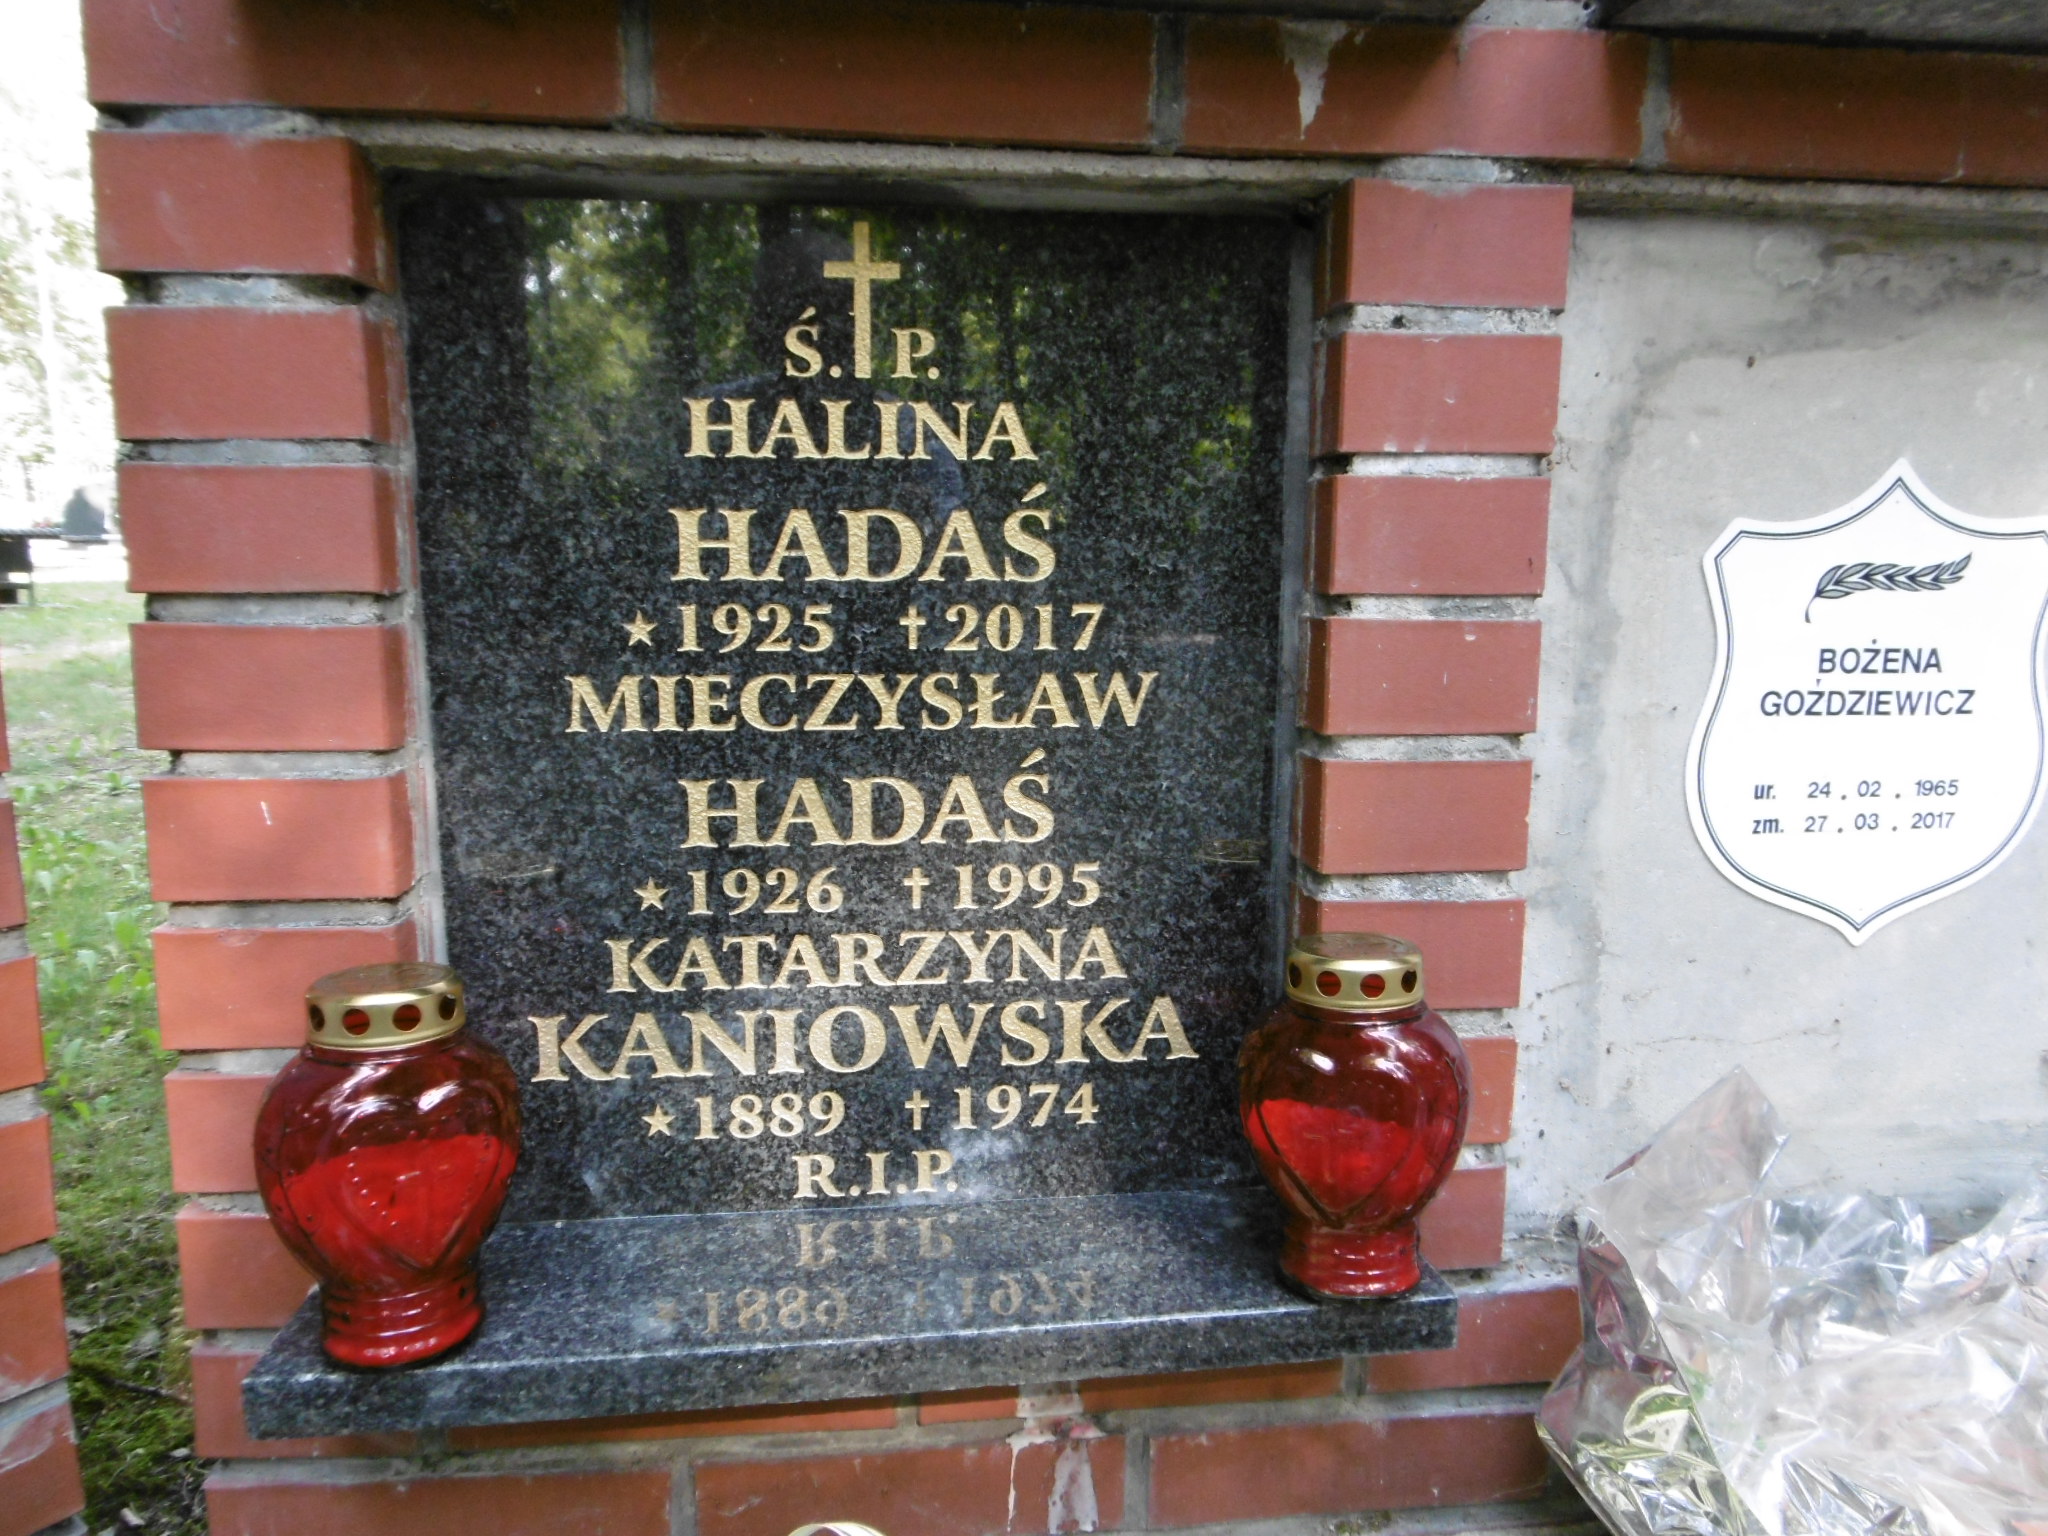 Ś. P.
HALINA
HADAŚ
★1925 †2017
MIECZYSŁAW
HADAŚ
★1926 †1995
KATARZYNA
KANIOWSKA
★1889 †1974
R.I.P.
BOŻENA
GOŹDZIEWICZ
ur. 24 . 02 . 1965
zm. 27 . 03 . 2017